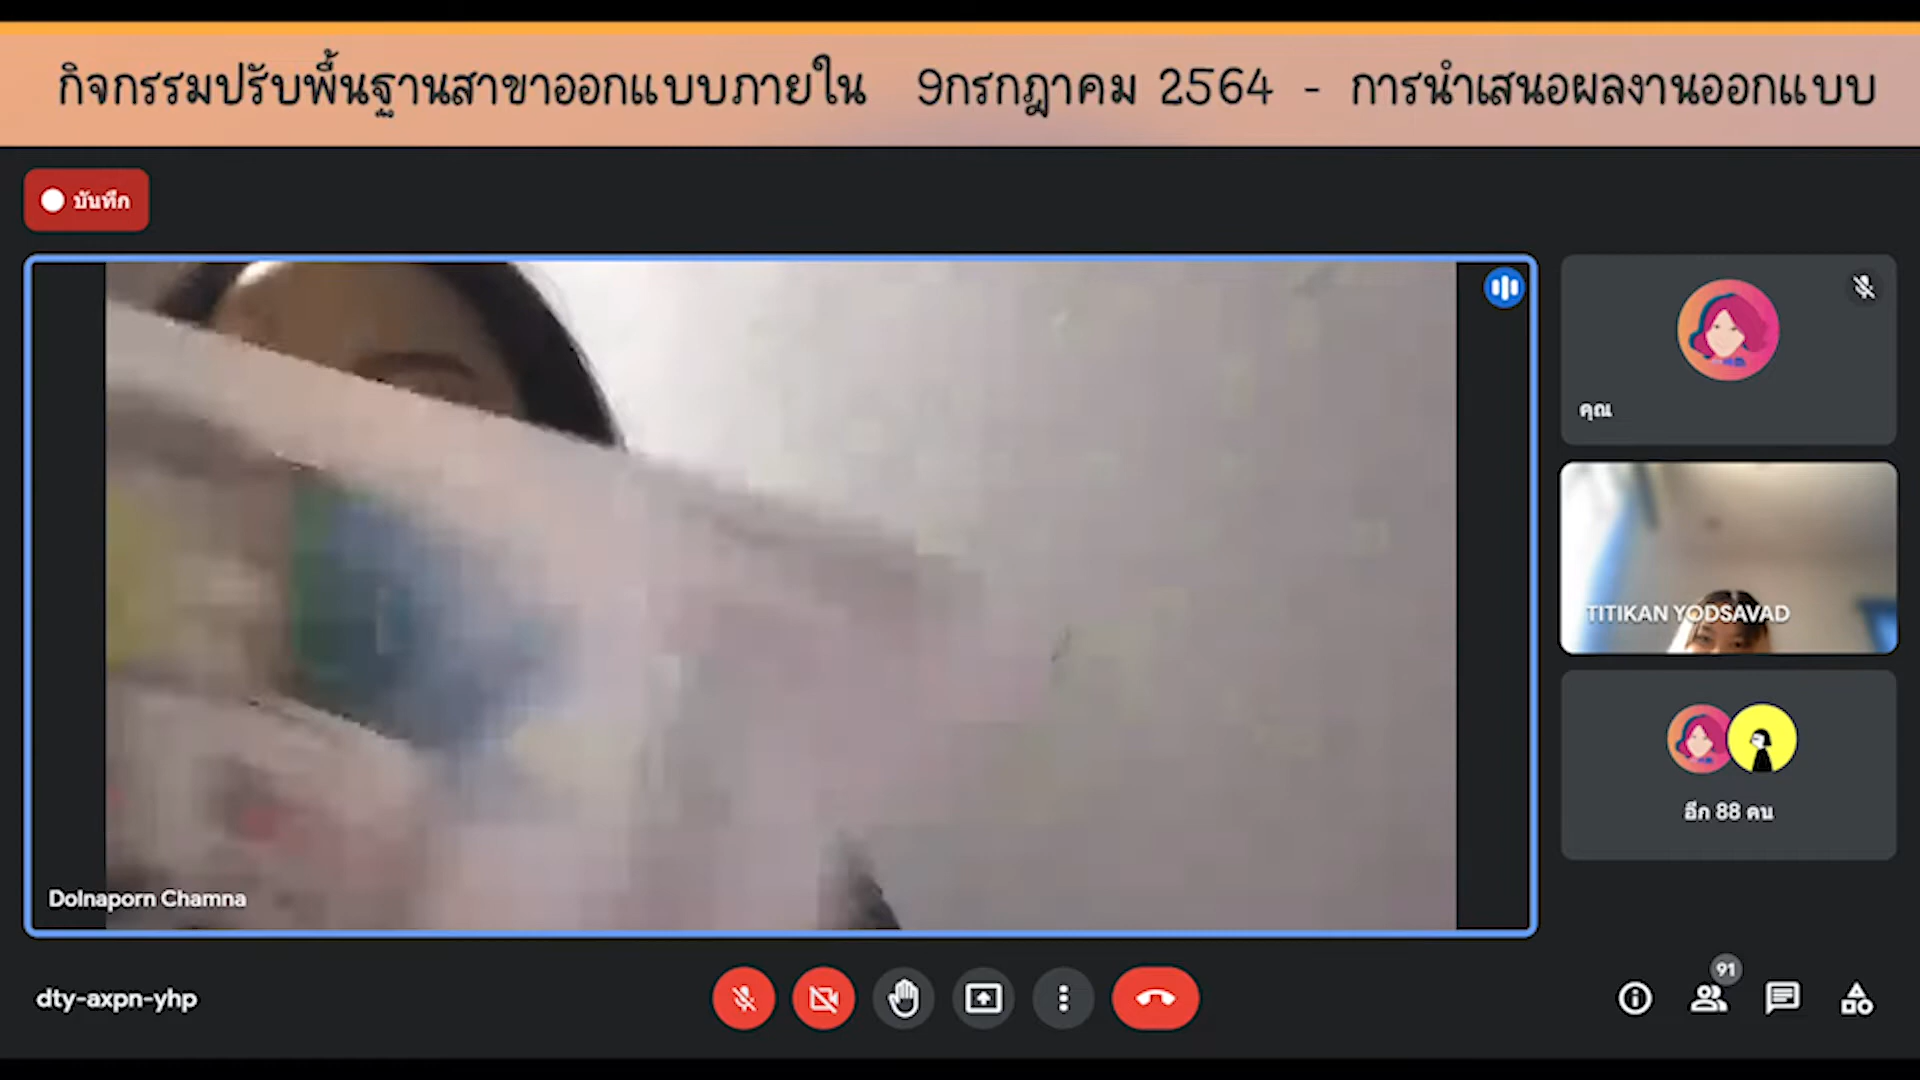 กิจกรรมปรับพื้นฐานสาขาออกแบบภายใน 9กรกฎาคม 2564 - การนำเสนอผลงานออกแบบ
บันทึก
คุณ
TITIKAN YODSAVAD
อีก 88 คน
Dolnaporn Chamna
dty-axpn-yhp
91